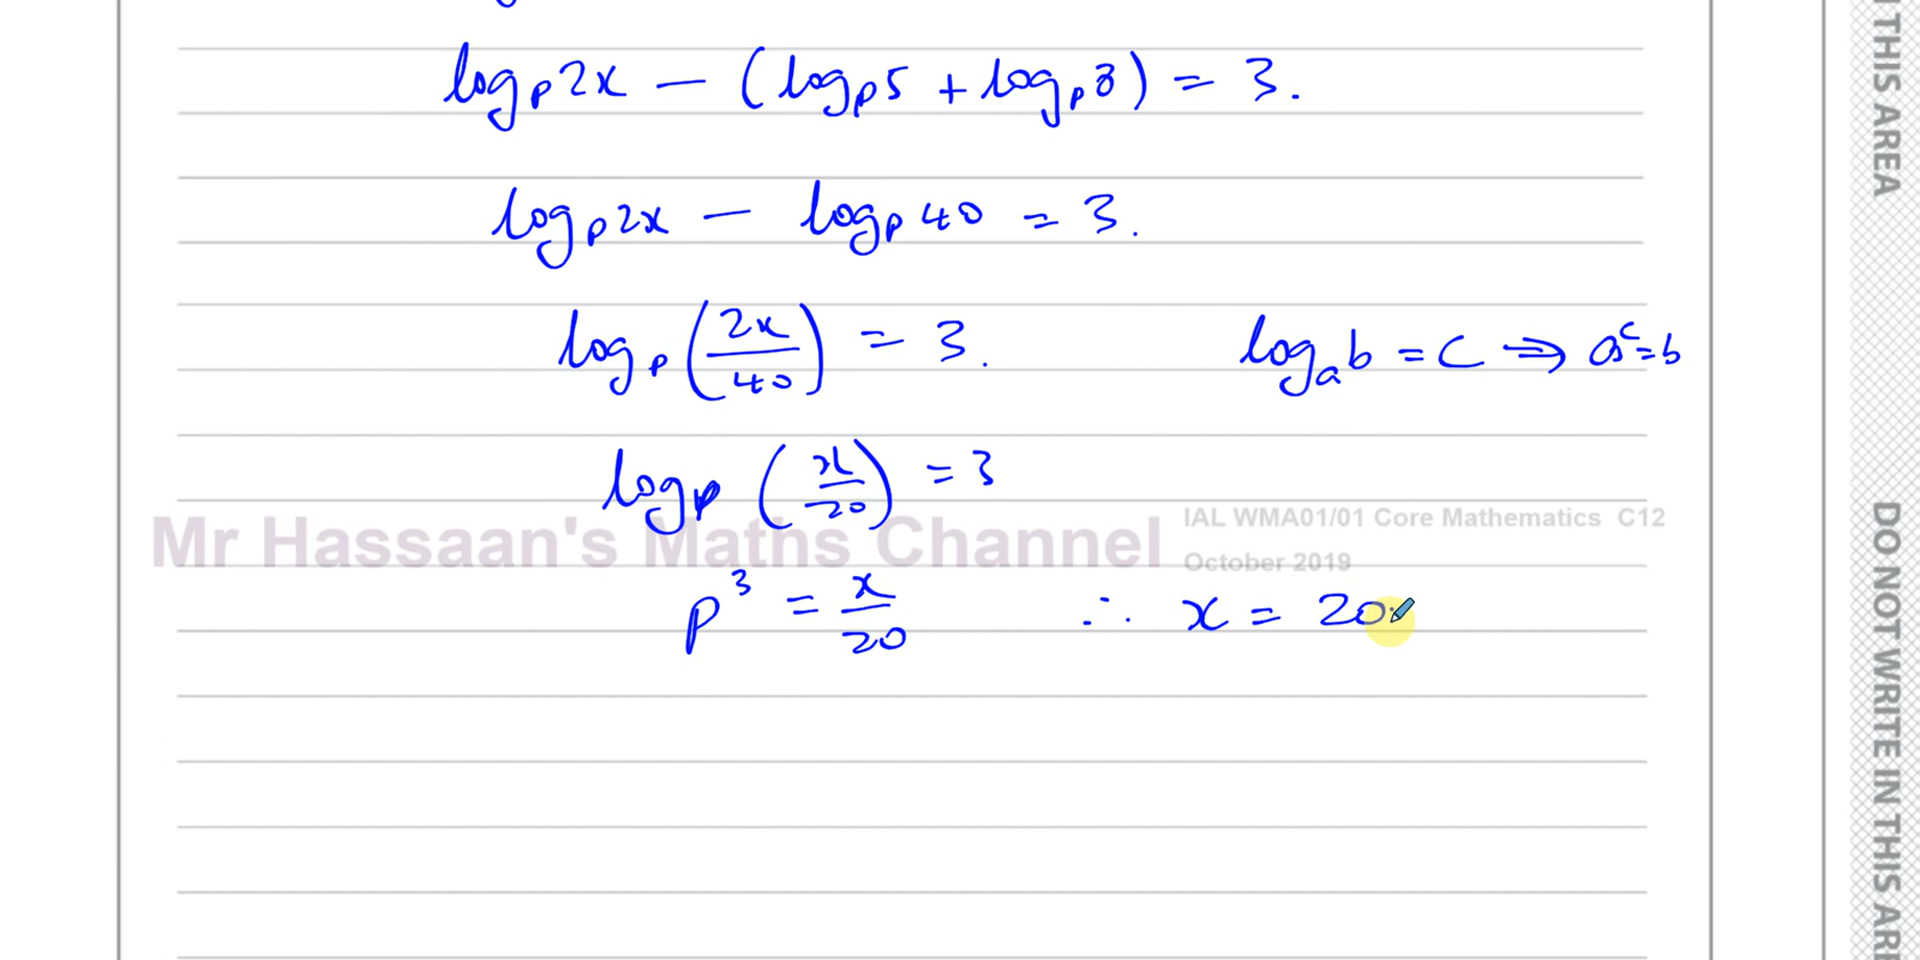 log_p 2x − (log_p 5 + log_p 8) = 3.
log_p 2x − log_p 40 = 3.
log_p (2x/40) = 3.
log_a b = c ⇒ a^c = b
log_p (x/20) = 3
Mr Hassaan's Maths Channel
IAL WMA01/01 Core Mathematics C12
October 2019
p^3 = x/20 ∴ x = 20
THIS AREA
DO NOT WRITE IN THIS ARE